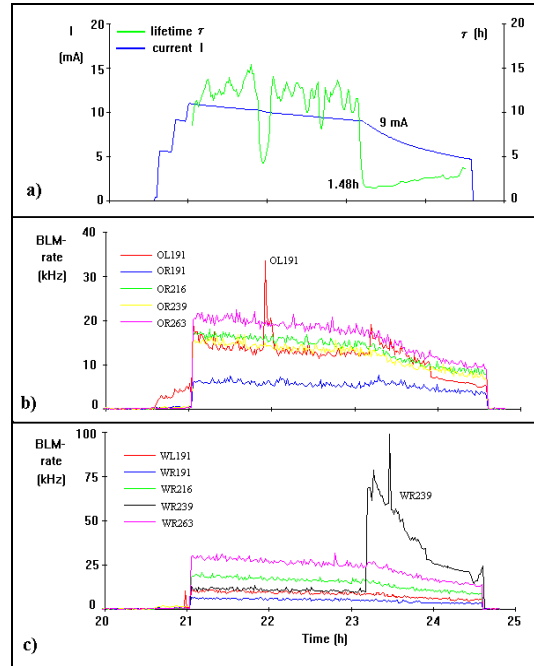 I
[mA]
lifetime τ
current I
τ [h]
20
15
10
5
0
20
15
10
5
0
9 mA
1.48h
a)
BLM-
rate
(kHz)
40
30
20
10
0
OL191
OR191
OR216
OR239
OR263
OL191
b)
BLM-
rate
(kHz)
100
75
50
25
0
WL191
WR191
WR216
WR239
WR263
WR239
20
21
22
23
24
25
Time (h)
c)